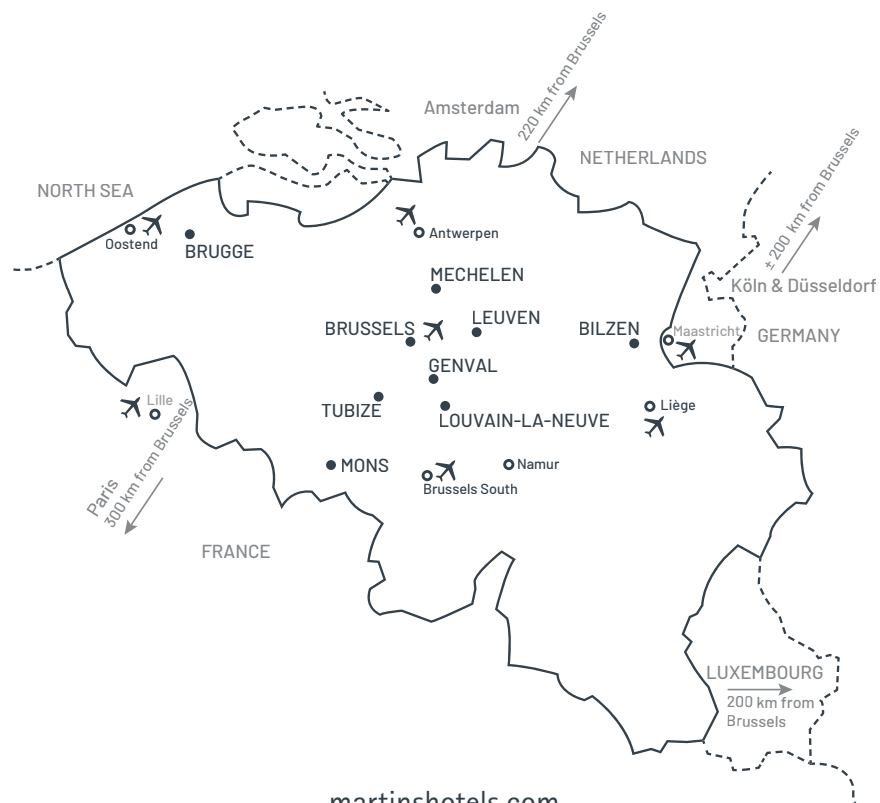 220 km from Brussels
Amsterdam
NETHERLANDS
± 200 km from Brussels
NORTH SEA
Oostend
BRUGGE
Antwerpen
MECHELEN
Köln & Düsseldorf
LEUVEN
BRUSSELS
BILZEN
Maastricht
GERMANY
GENVAL
Lille
TUBIZE
LOUVAIN-LA-NEUVE
Liège
MONS
Namur
Brussels South
Paris
300 km from Brussels
FRANCE
LUXEMBOURG
200 km from
Brussels
martinshotels.com